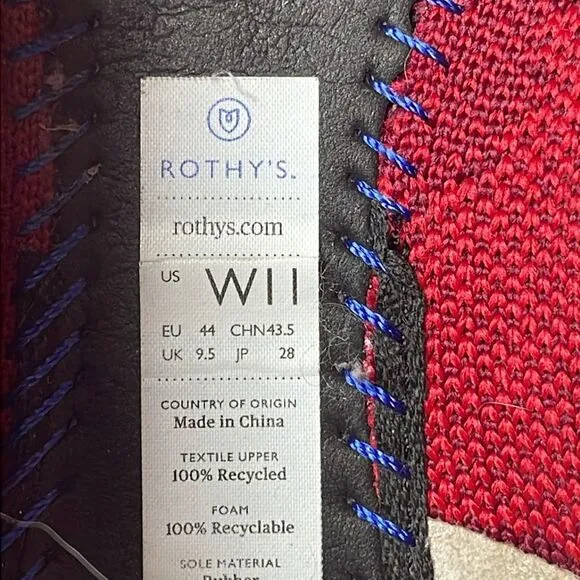 ROTHY'S
rothys.com
US W11
EU 44 CHN43.5
UK 9.5 JP 28
COUNTRY OF ORIGIN
Made in China
TEXTILE UPPER
100% Recycled
FOAM
100% Recyclable
SOLE MATERIAL
Rubber